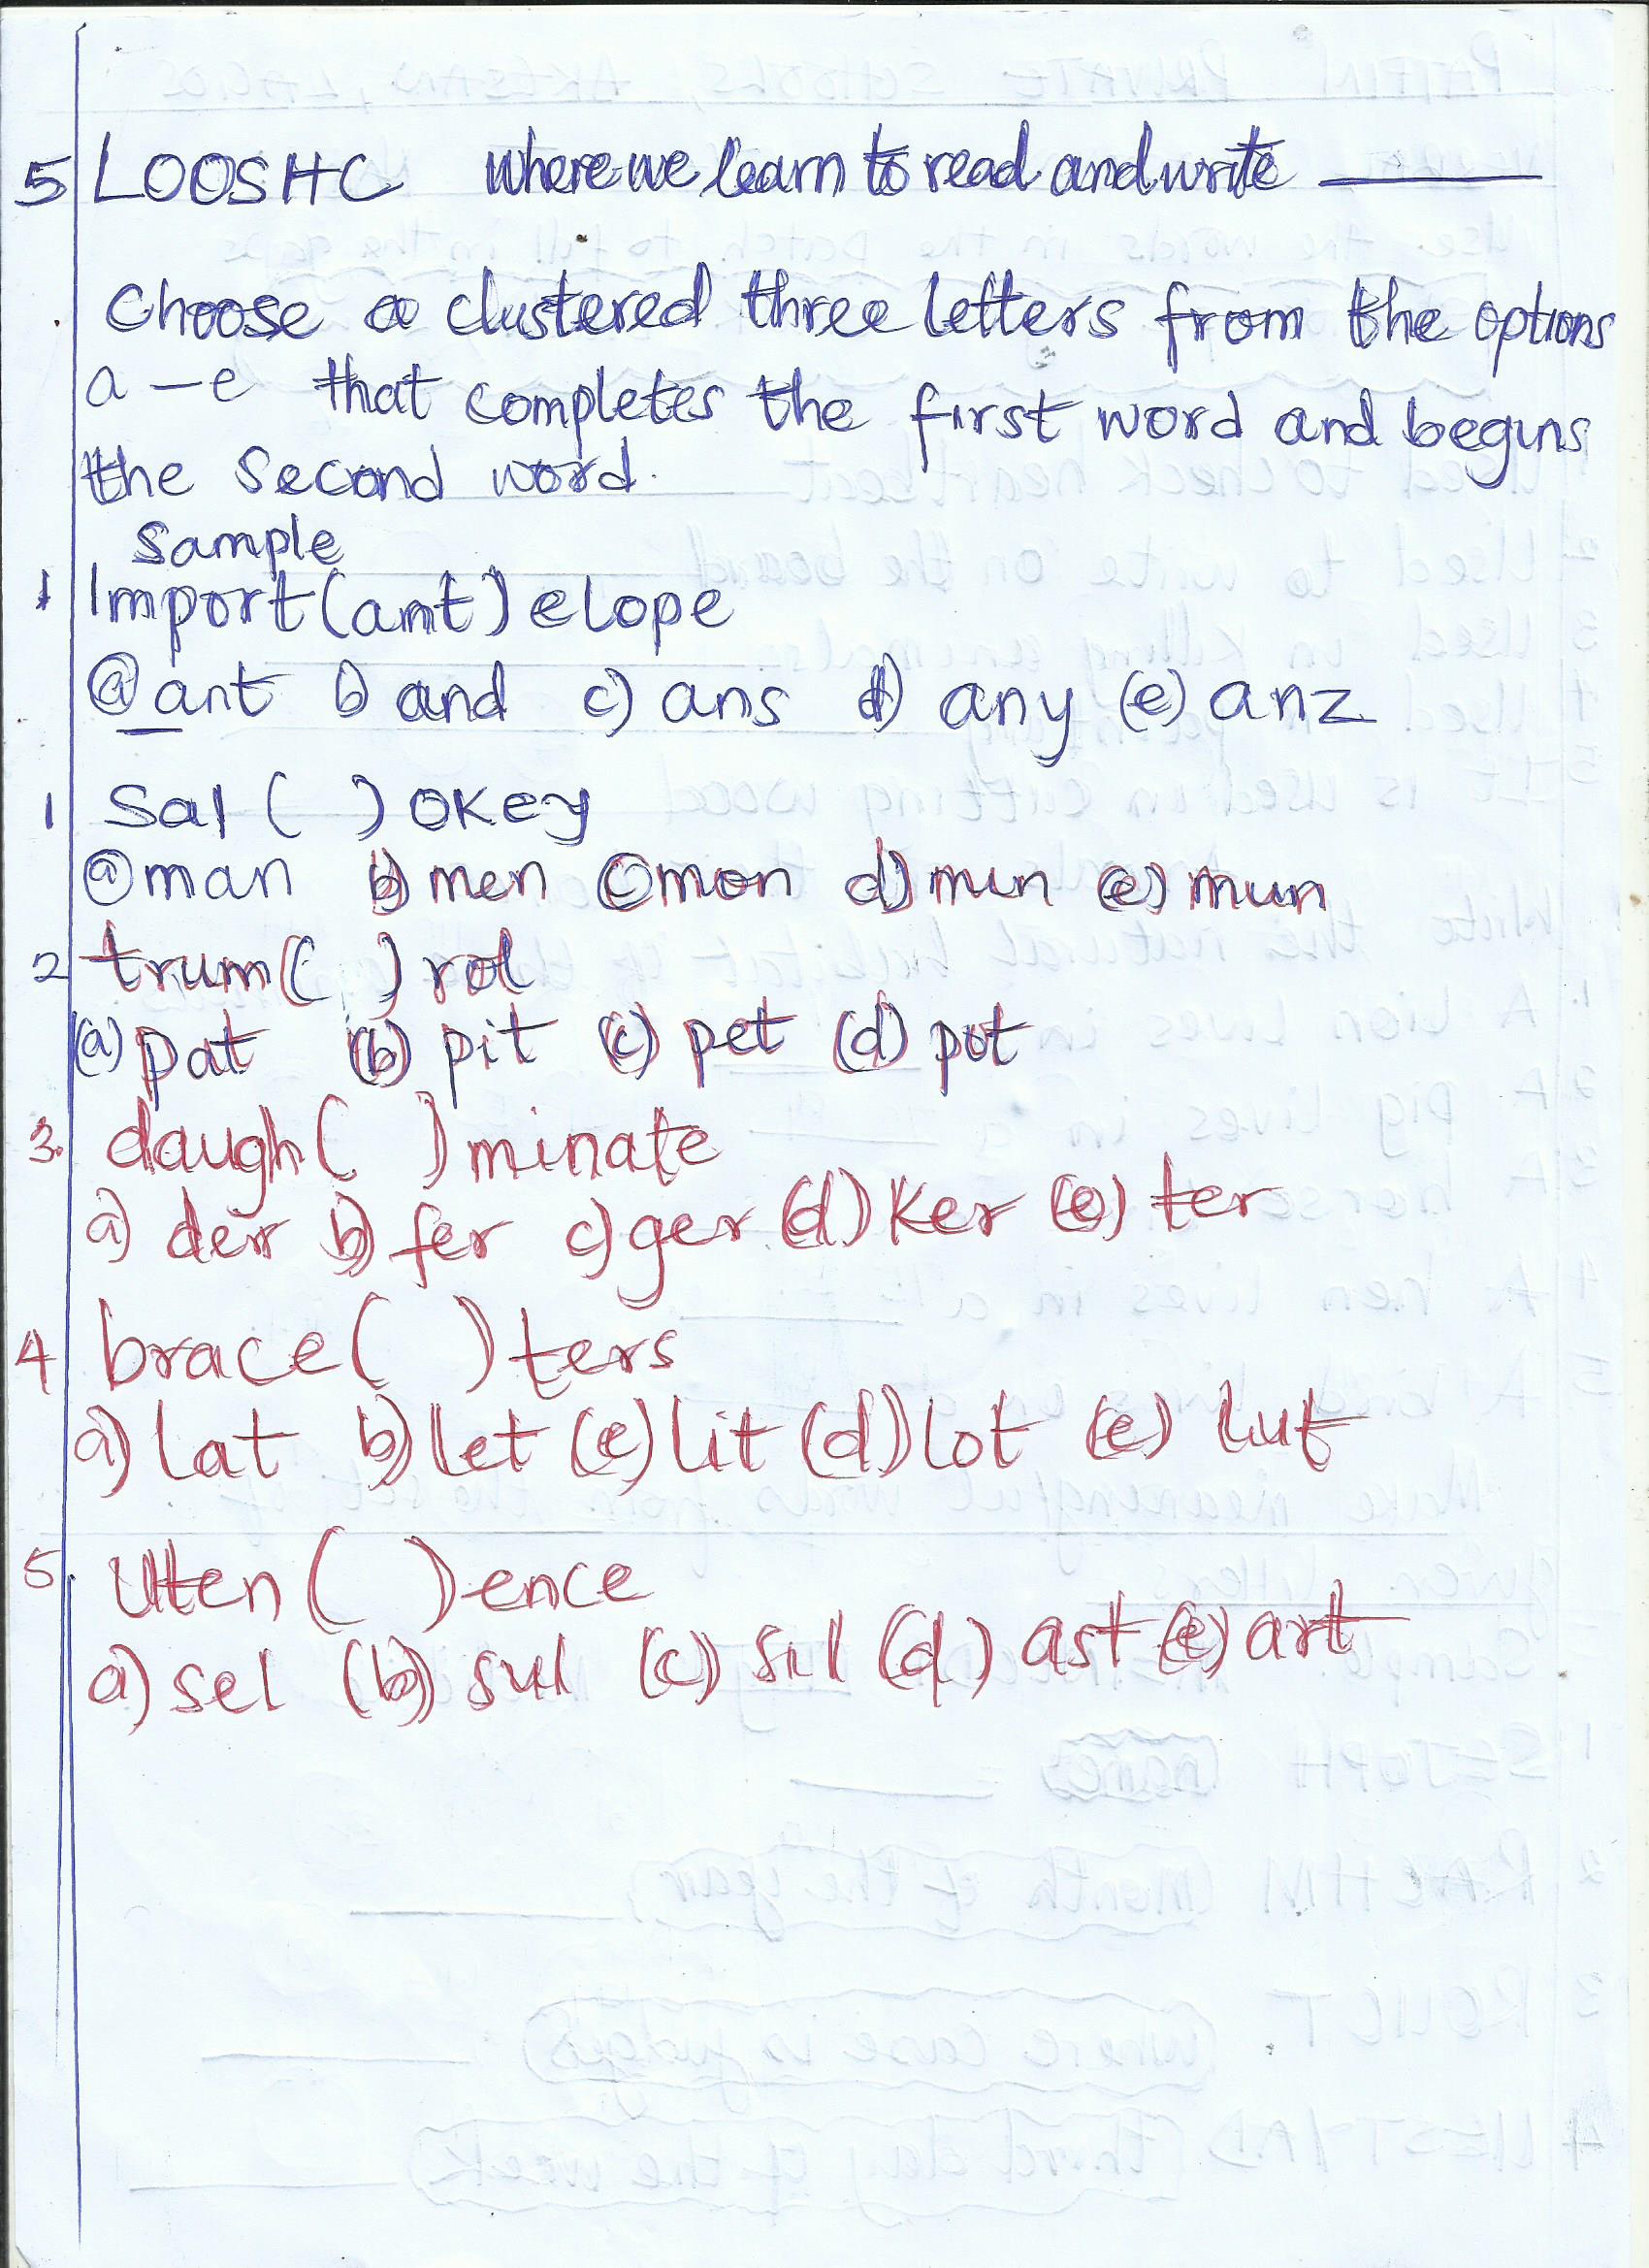 5 LOOSHC where we learn to read and write ______
Choose a clustered three letters from the options
a - e that completes the first word and begins
the second word.
Sample
1 Import (ant) elope
(a) ant b) and c) ans d) any (e) anz
1 Sal ( ) okey
(a) man b) men (c) mon d) min (e) mun
2 trum( ) rol
(a) pat (b) pit (c) pet (d) pot
3. daugh ( ) minate
a) der b) fer c) ger (d) Ker (e) ter
4 brace ( ) ters
a) lat b) let (c) lit (d) lot (e) lut
5. Uten ( ) ence
a) sel (b) sul (c) sil (d) ast (e) art